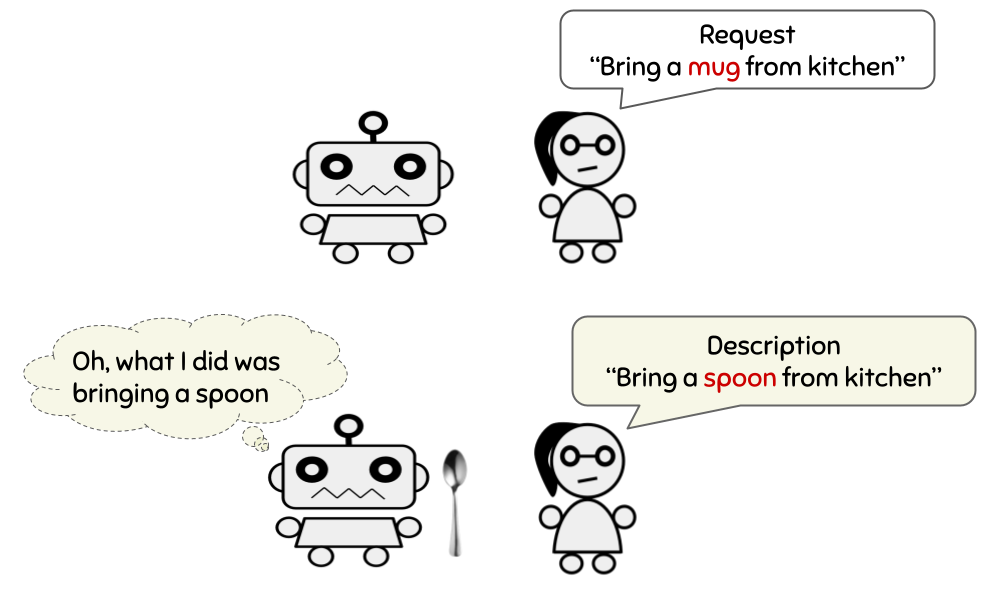 Request
“Bring a mug from kitchen”
Oh, what I did was
bringing a spoon
Description
“Bring a spoon from kitchen”